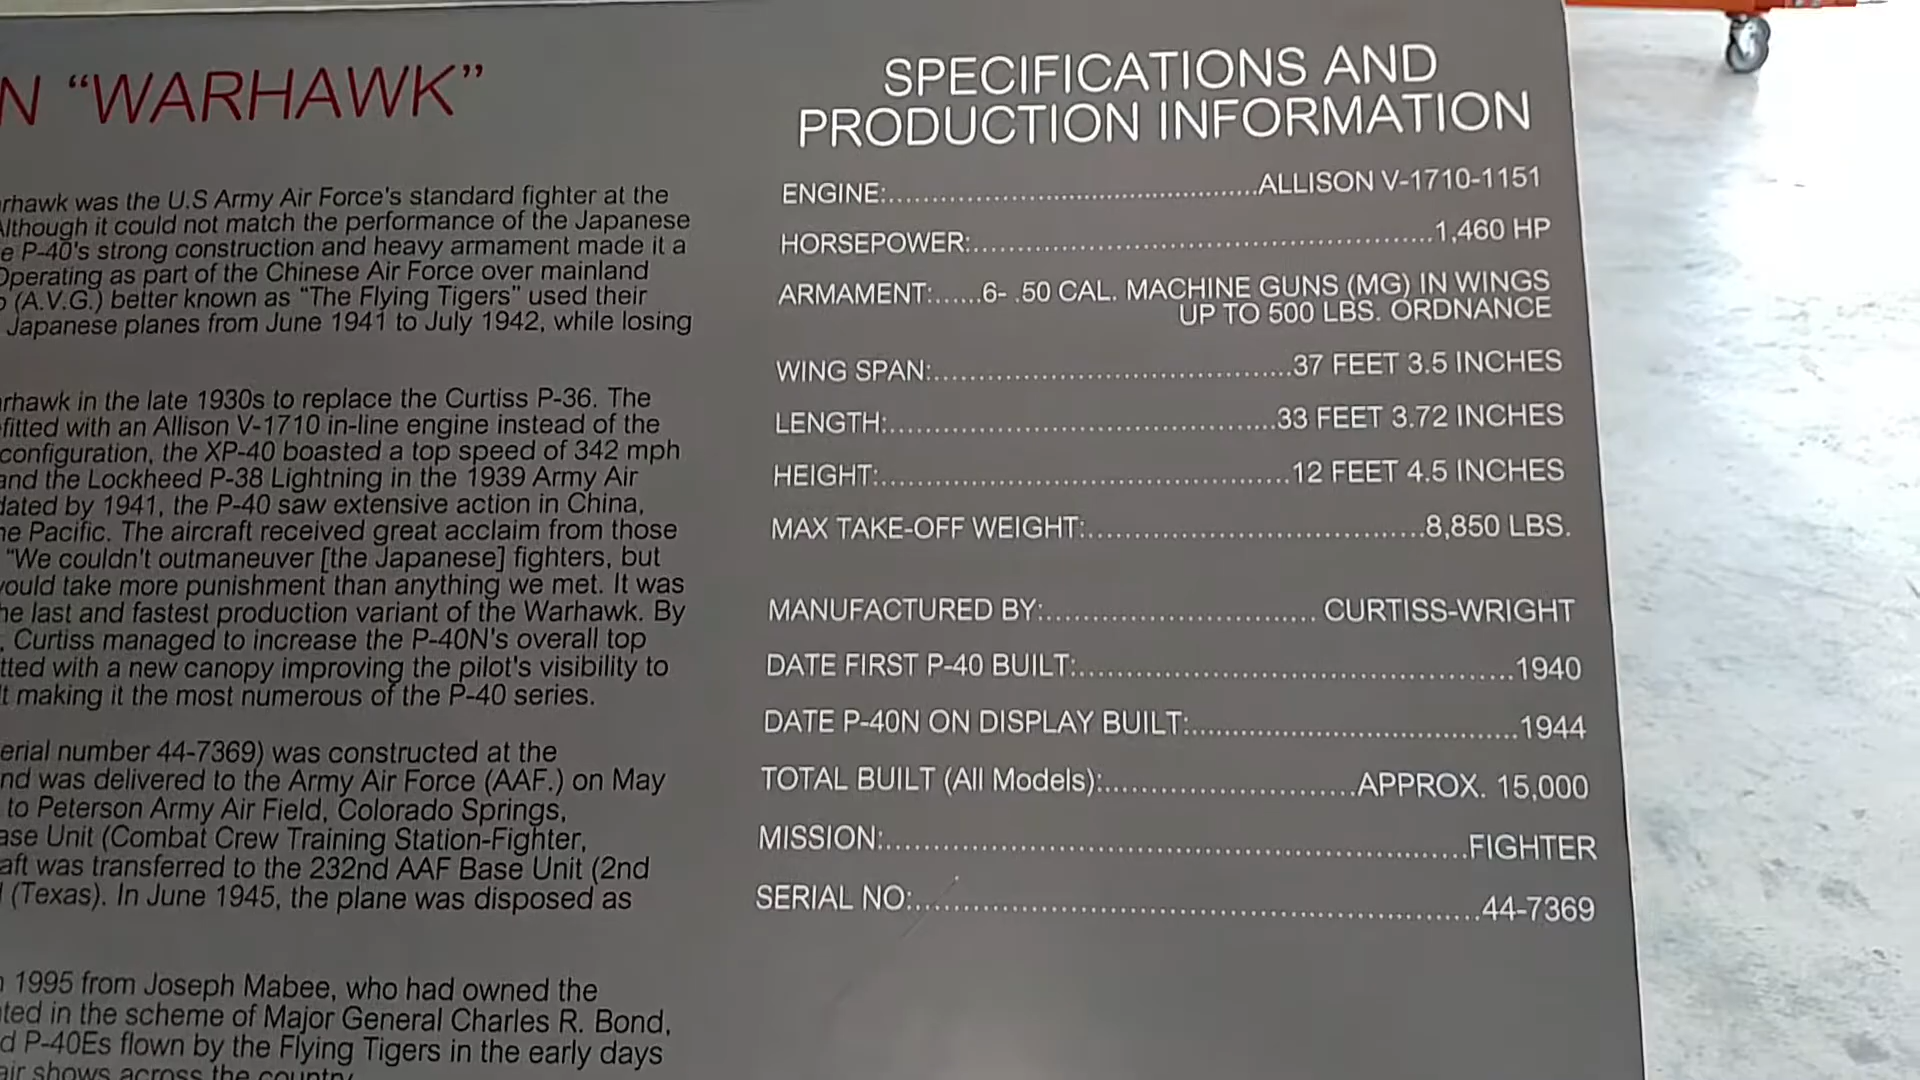 N “WARHAWK”
rhawk was the U.S Army Air Force's standard fighter at the
Although it could not match the performance of the Japanese
e P-40's strong construction and heavy armament made it a
Operating as part of the Chinese Air Force over mainland
(A.V.G.) better known as “The Flying Tigers” used their
Japanese planes from June 1941 to July 1942, while losing
rhawk in the late 1930s to replace the Curtiss P-36. The
fitted with an Allison V-1710 in-line engine instead of the
configuration, the XP-40 boasted a top speed of 342 mph
and the Lockheed P-38 Lightning in the 1939 Army Air
dated by 1941, the P-40 saw extensive action in China,
he Pacific. The aircraft received great acclaim from those
“We couldn't outmaneuver [the Japanese] fighters, but
would take more punishment than anything we met. It was
he last and fastest production variant of the Warhawk. By
, Curtiss managed to increase the P-40N's overall top
tted with a new canopy improving the pilot's visibility to
lt making it the most numerous of the P-40 series.
erial number 44-7369) was constructed at the
nd was delivered to the Army Air Force (AAF.) on May
to Peterson Army Air Field, Colorado Springs,
ase Unit (Combat Crew Training Station-Fighter,
aft was transferred to the 232nd AAF Base Unit (2nd
(Texas). In June 1945, the plane was disposed as
1995 from Joseph Mabee, who had owned the
ted in the scheme of Major General Charles R. Bond,
d P-40Es flown by the Flying Tigers in the early days
air shows across the country.
SPECIFICATIONS AND
PRODUCTION INFORMATION
ENGINE:..........ALLISON V-1710-1151
HORSEPOWER:..........1,460 HP
ARMAMENT:......6- .50 CAL. MACHINE GUNS (MG) IN WINGS
UP TO 500 LBS. ORDNANCE
WING SPAN:..........37 FEET 3.5 INCHES
LENGTH:..........33 FEET 3.72 INCHES
HEIGHT:..........12 FEET 4.5 INCHES
MAX TAKE-OFF WEIGHT:..........8,850 LBS.
MANUFACTURED BY:.......... CURTISS-WRIGHT
DATE FIRST P-40 BUILT:..........1940
DATE P-40N ON DISPLAY BUILT:..........1944
TOTAL BUILT (All Models):..........APPROX. 15,000
MISSION:..........FIGHTER
SERIAL NO:..........44-7369